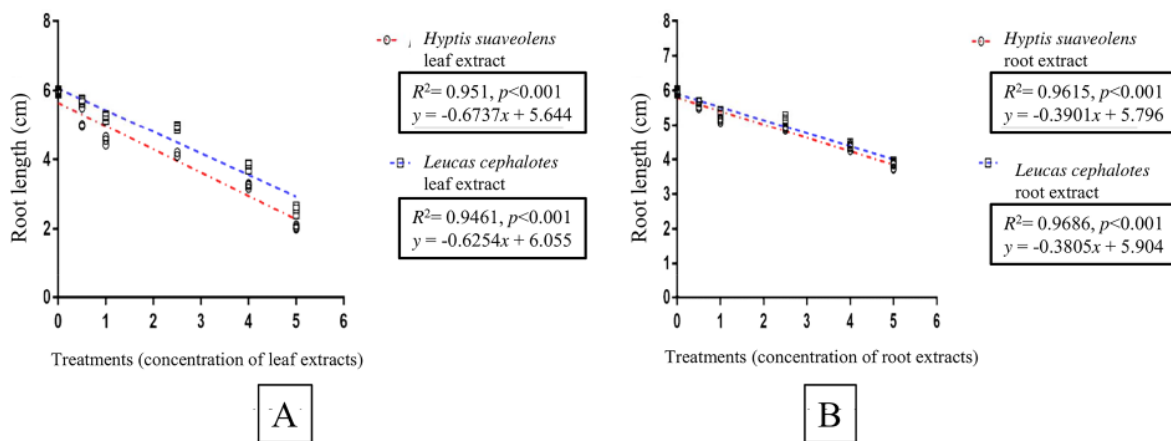 Root length (cm)
8
6
4
2
0
0 1 2 3 4 5 6
Treatments (concentration of leaf extracts)
Hyptis suaveolens
leaf extract
R²= 0.951, p<0.001
y = -0.6737x + 5.644
Leucas cephalotes
leaf extract
R²= 0.9461, p<0.001
y = -0.6254x + 6.055
A
Root length (cm)
8
7
6
5
4
3
2
1
0
0 1 2 3 4 5 6
Treatments (concentration of root extracts)
Hyptis suaveolens
root extract
R²= 0.9615, p<0.001
y = -0.3901x + 5.796
Leucas cephalotes
root extract
R²= 0.9686, p<0.001
y = -0.3805x + 5.904
B